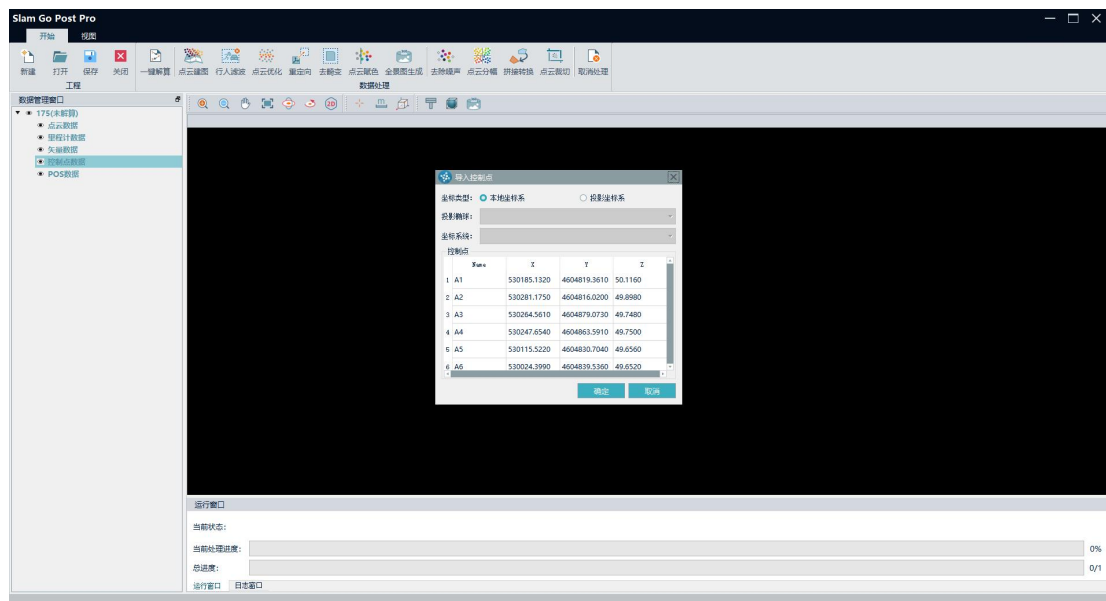 Slam Go Post Pro
开始 视图
新建 打开 保存 关闭 一键解算 点云建图 行人滤波 点云优化 重定向 去畸变 点云赋色 全景图生成 去除噪声 点云分幅 拼接转换 点云裁切 取消处理
工程 数据处理
数据管理窗口
175(未解算)
点云数据
里程计数据
矢量数据
控制点数据
POS数据
2D
导入控制点
坐标类型: 本地坐标系 投影坐标系
投影椭球:
坐标系统:
控制点
Name X Y Z
1 A1 530185.1320 4604819.3610 50.1160
2 A2 530281.1750 4604816.0200 49.8980
3 A3 530264.5610 4604879.0730 49.7480
4 A4 530247.6540 4604863.5910 49.7500
5 A5 530115.5220 4604830.7040 49.6560
6 A6 530024.3990 4604839.5360 49.6520
确定 取消
运行窗口
当前状态:
当前处理进度: 0%
总进度: 0/1
运行窗口 日志窗口